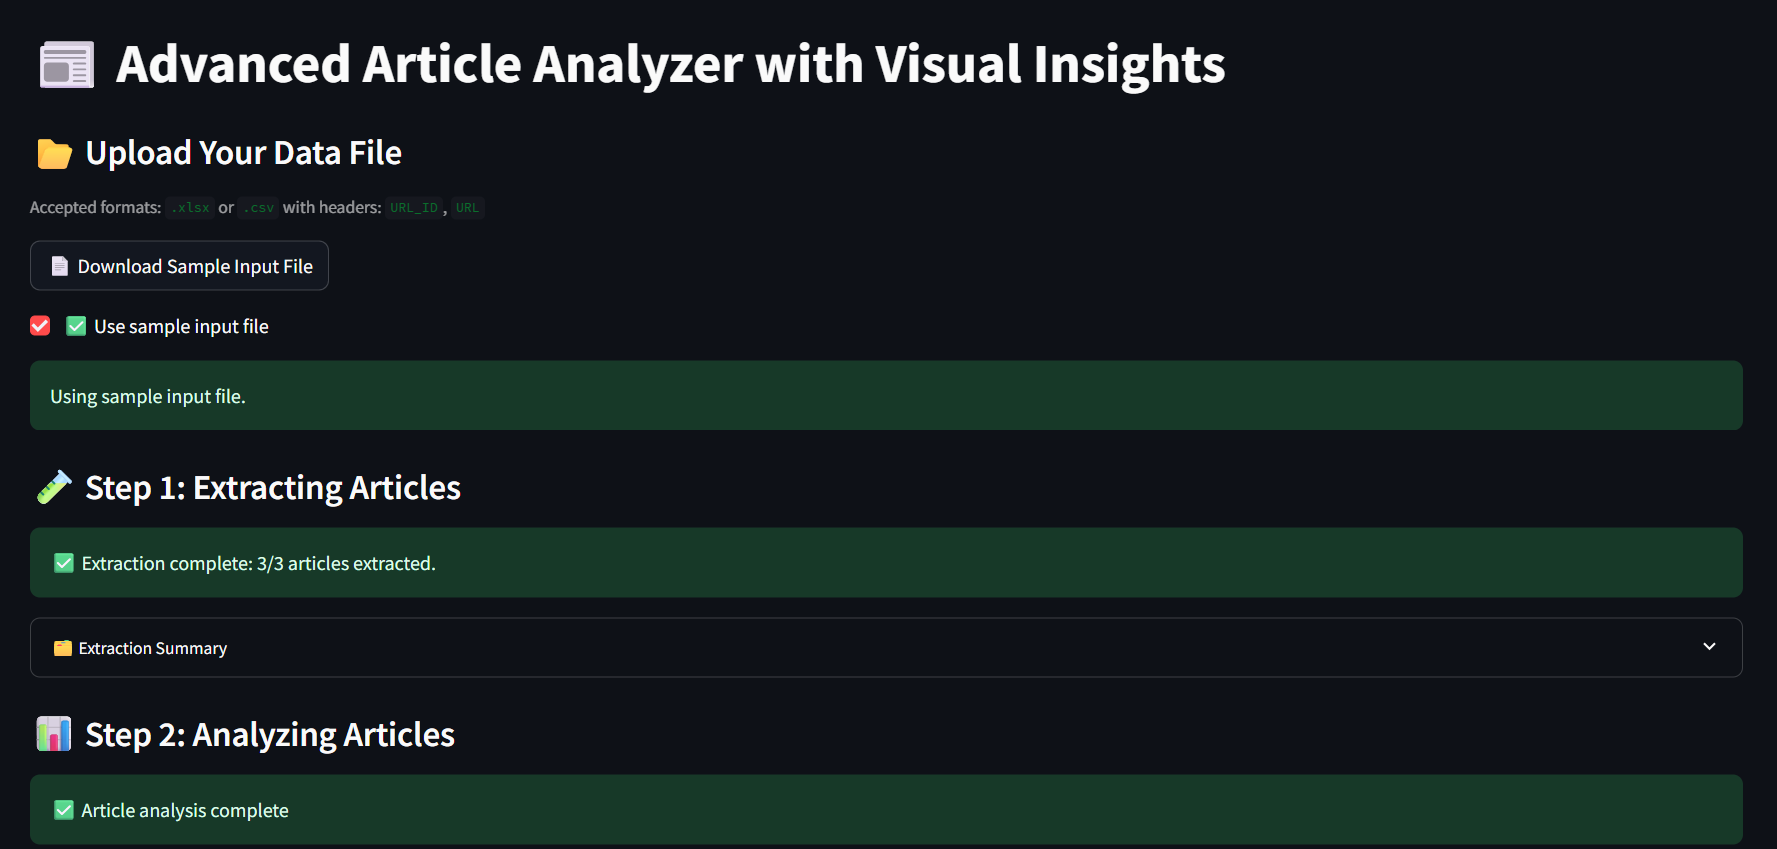 Advanced Article Analyzer with Visual Insights
Upload Your Data File
Accepted formats: .xlsx or .csv with headers: URL_ID, URL
Download Sample Input File
Use sample input file
Using sample input file.
Step 1: Extracting Articles
Extraction complete: 3/3 articles extracted.
Extraction Summary
Step 2: Analyzing Articles
Article analysis complete